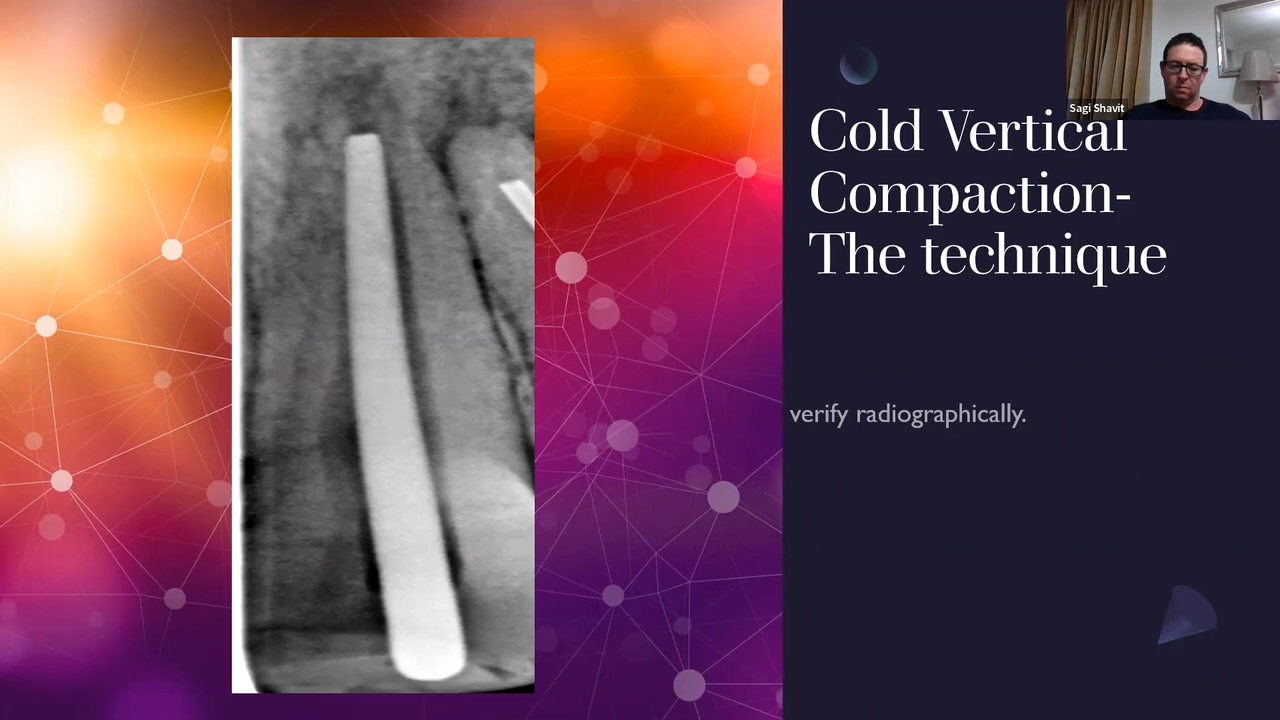 Sagi Shavit
Cold Vertical
Compaction-
The technique
verify radiographically.